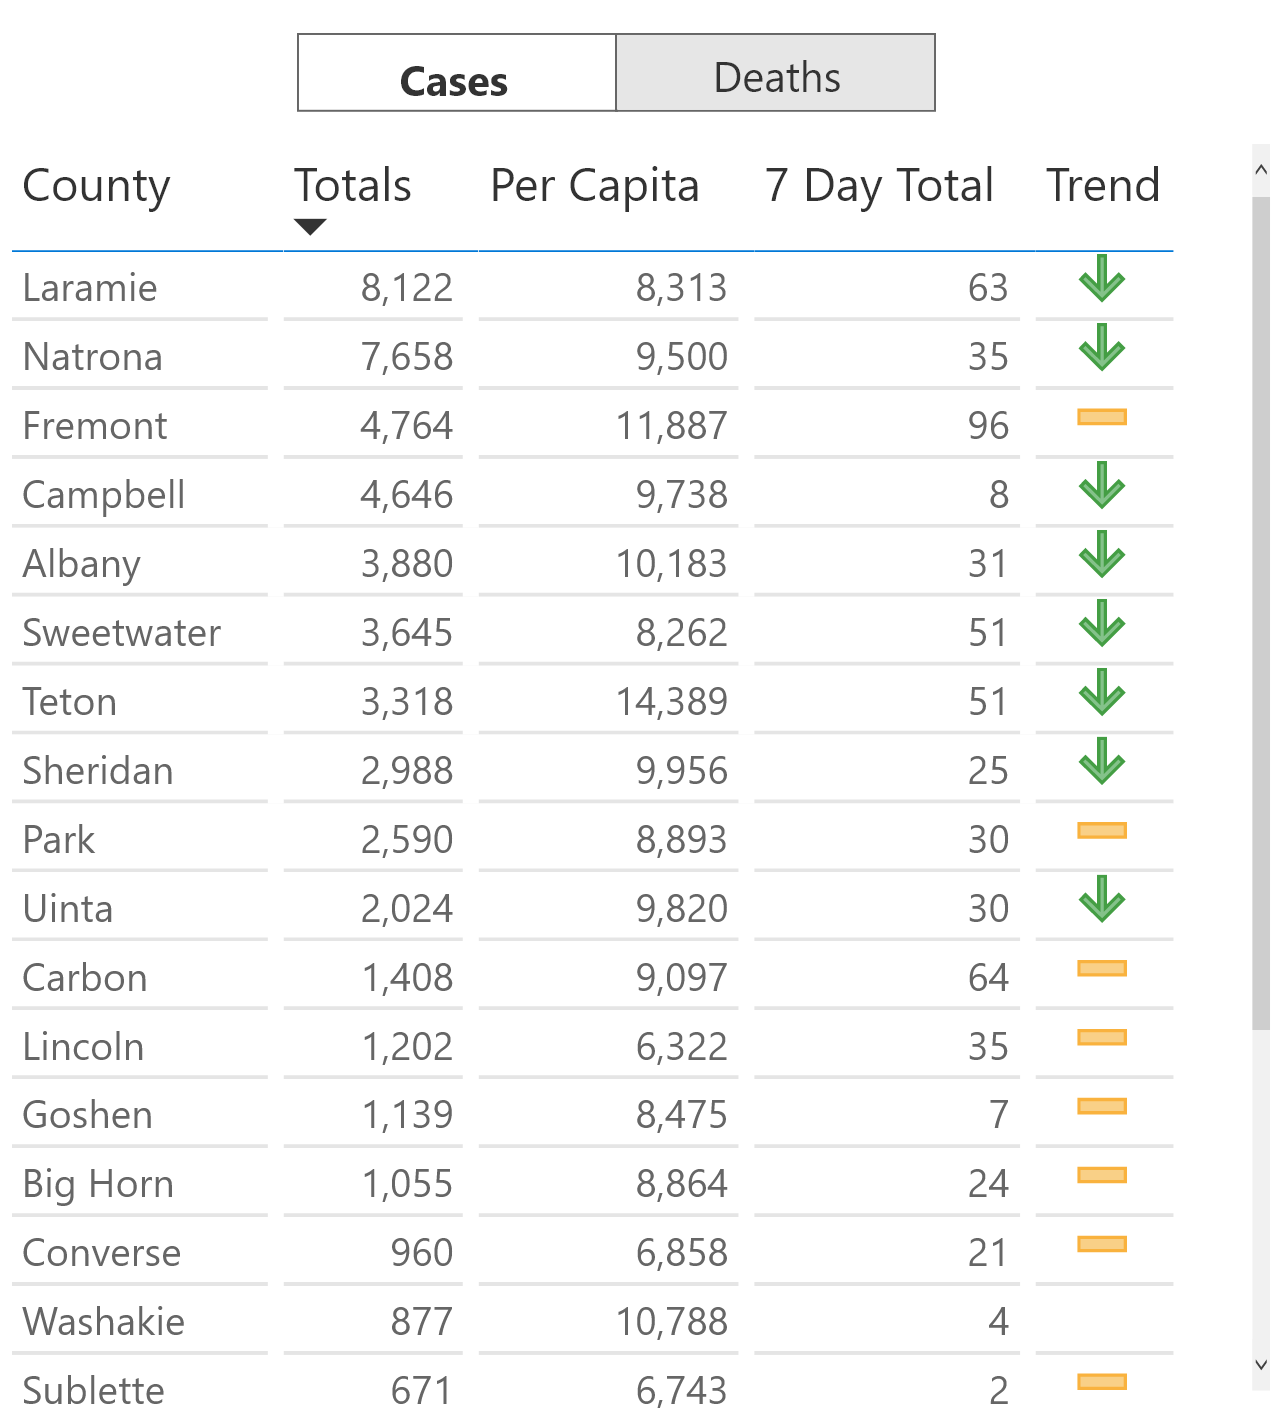 Cases Deaths
County Totals Per Capita 7 Day Total Trend
Laramie 8,122 8,313 63
Natrona 7,658 9,500 35
Fremont 4,764 11,887 96
Campbell 4,646 9,738 8
Albany 3,880 10,183 31
Sweetwater 3,645 8,262 51
Teton 3,318 14,389 51
Sheridan 2,988 9,956 25
Park 2,590 8,893 30
Uinta 2,024 9,820 30
Carbon 1,408 9,097 64
Lincoln 1,202 6,322 35
Goshen 1,139 8,475 7
Big Horn 1,055 8,864 24
Converse 960 6,858 21
Washakie 877 10,788 4
Sublette 671 6,743 2